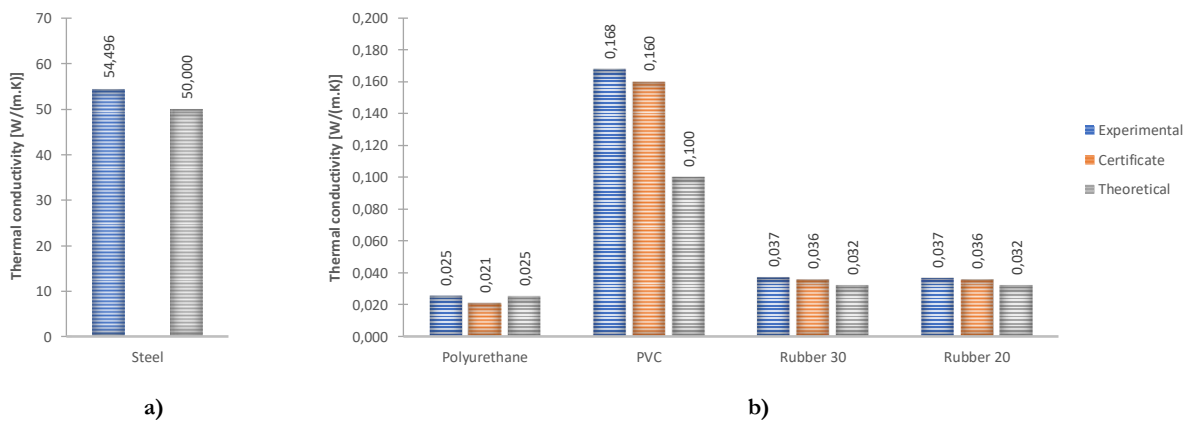 Thermal conductivity [W/(m.K)]
70
60
50
40
30
20
10
0
54,496
50,000
Steel
a)
Thermal conductivity [W/(m.K)]
0,200
0,180
0,160
0,140
0,120
0,100
0,080
0,060
0,040
0,020
0,000
0,025
0,021
0,025
0,168
0,160
0,100
0,037
0,036
0,032
0,037
0,036
0,032
Polyurethane
PVC
Rubber 30
Rubber 20
Experimental
Certificate
Theoretical
b)